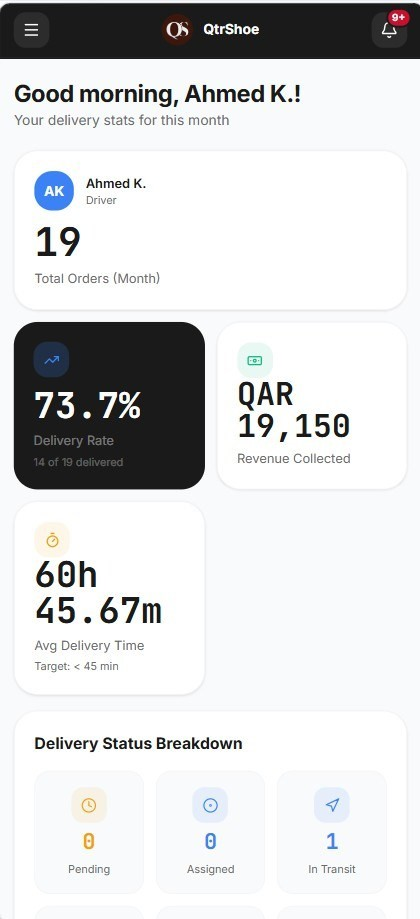 QS
QtrShoe
9+
Good morning, Ahmed K.!
Your delivery stats for this month
AK
Ahmed K.
Driver
19
Total Orders (Month)
73.7%
Delivery Rate
14 of 19 delivered
QAR
19,150
Revenue Collected
60h
45.67m
Avg Delivery Time
Target: < 45 min
Delivery Status Breakdown
0
Pending
0
Assigned
1
In Transit